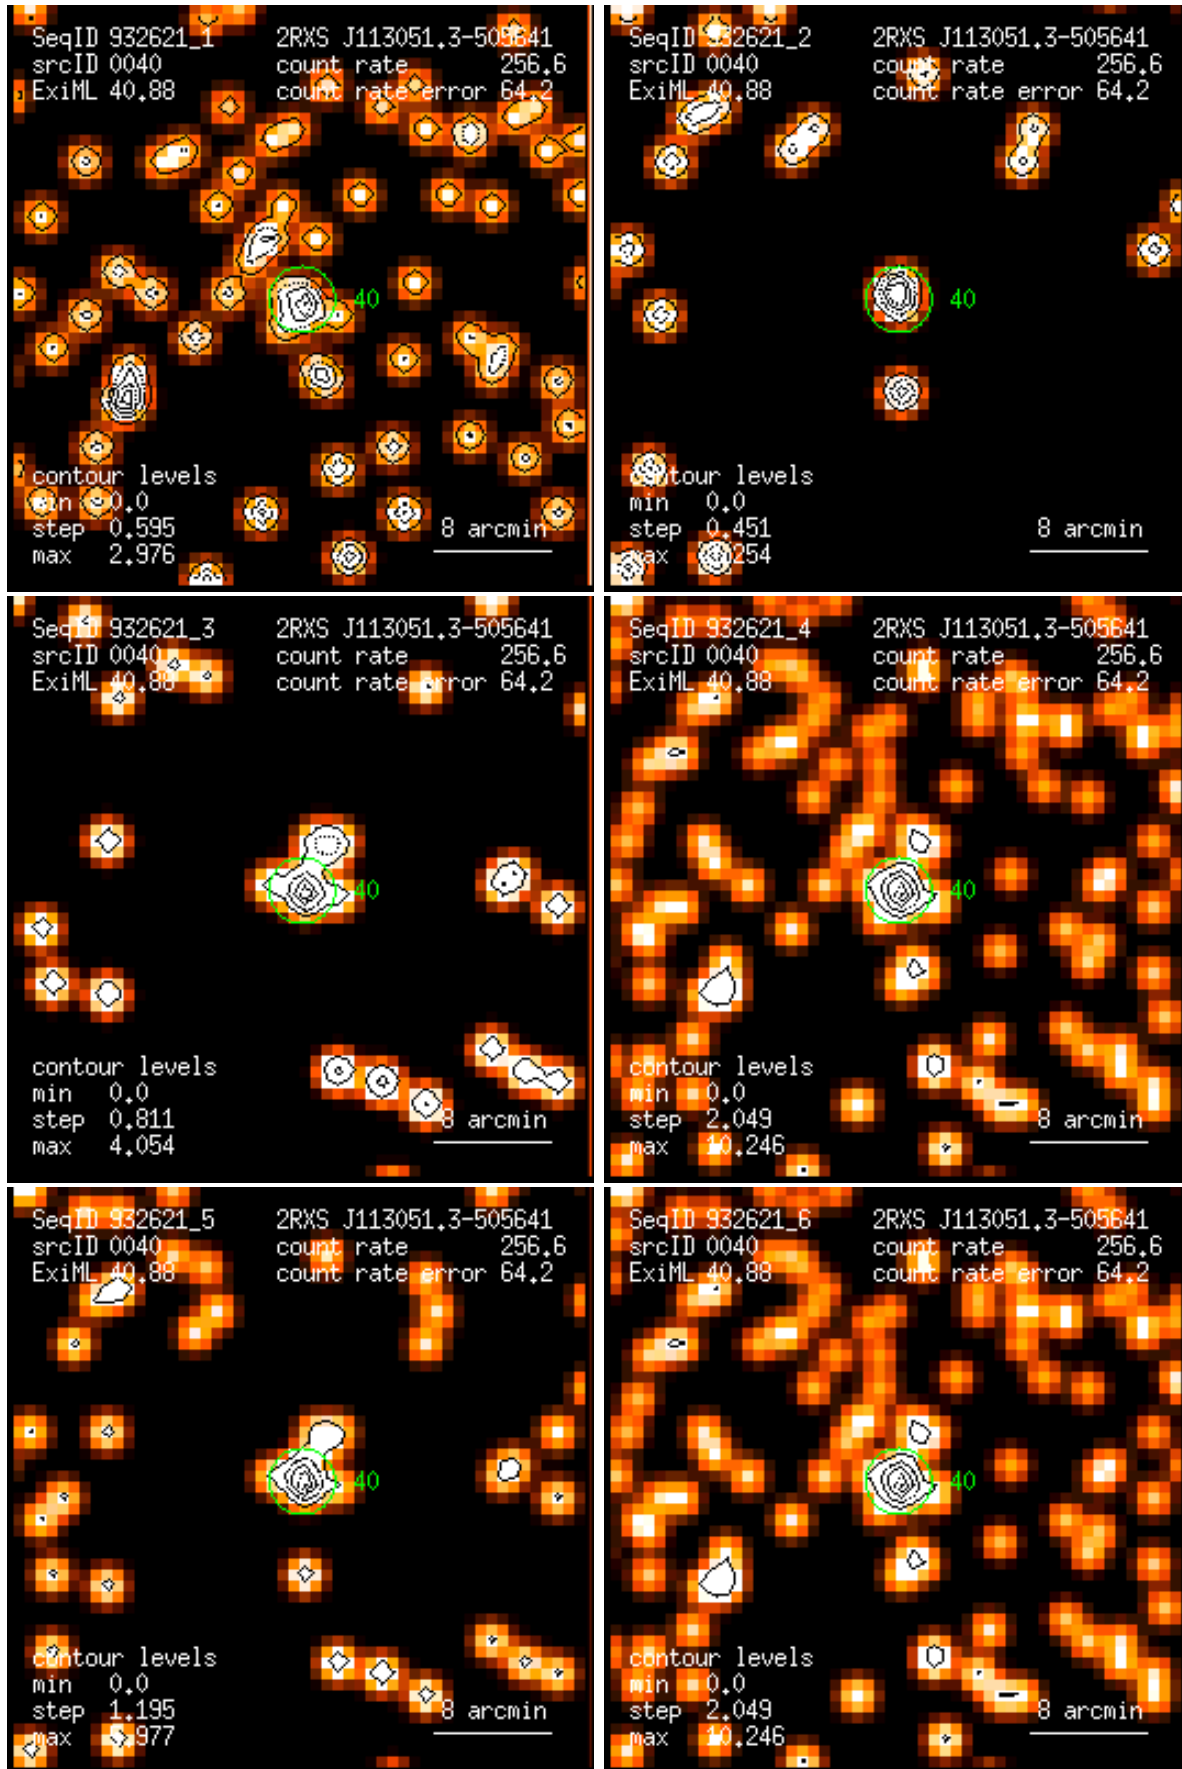 SeqID 932621_1 2RXS J113051.3-505641
srcID 0040 count rate 256.6
ExiML 40.88 count rate error 64.2
40
contour levels
min 0.0
step 0.595 8 arcmin
max 2.976
SeqID 932621_2 2RXS J113051.3-505641
srcID 0040 count rate 256.6
ExiML 40.88 count rate error 64.2
40
contour levels
min 0.0
step 0.451 8 arcmin
max 254
SeqID 932621_3 2RXS J113051.3-505641
srcID 0040 count rate 256.6
ExiML 40.88 count rate error 64.2
40
contour levels
min 0.0
step 0.811 8 arcmin
max 4.054
SeqID 932621_4 2RXS J113051.3-505641
srcID 0040 count rate 256.6
ExiML 40.88 count rate error 64.2
40
contour levels
min 0.0
step 2.049 8 arcmin
max 10.246
SeqID 932621_5 2RXS J113051.3-505641
srcID 0040 count rate 256.6
ExiML 40.88 count rate error 64.2
40
contour levels
min 0.0
step 1.195 8 arcmin
max .977
SeqID 932621_6 2RXS J113051.3-505641
srcID 0040 count rate 256.6
ExiML 40.88 count rate error 64.2
40
contour levels
min 0.0
step 2.049 8 arcmin
max 10.246